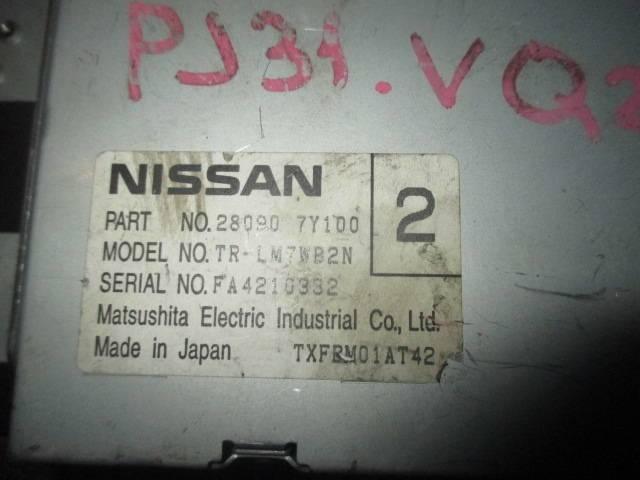 PJ31.VQ2
NISSAN
2
PART NO. 28090 7Y100
MODEL NO. TR-LM7WB2N
SERIAL NO. FA4210332
Matsushita Electric Industrial Co., Ltd.
Made in Japan TXFRM01AT42